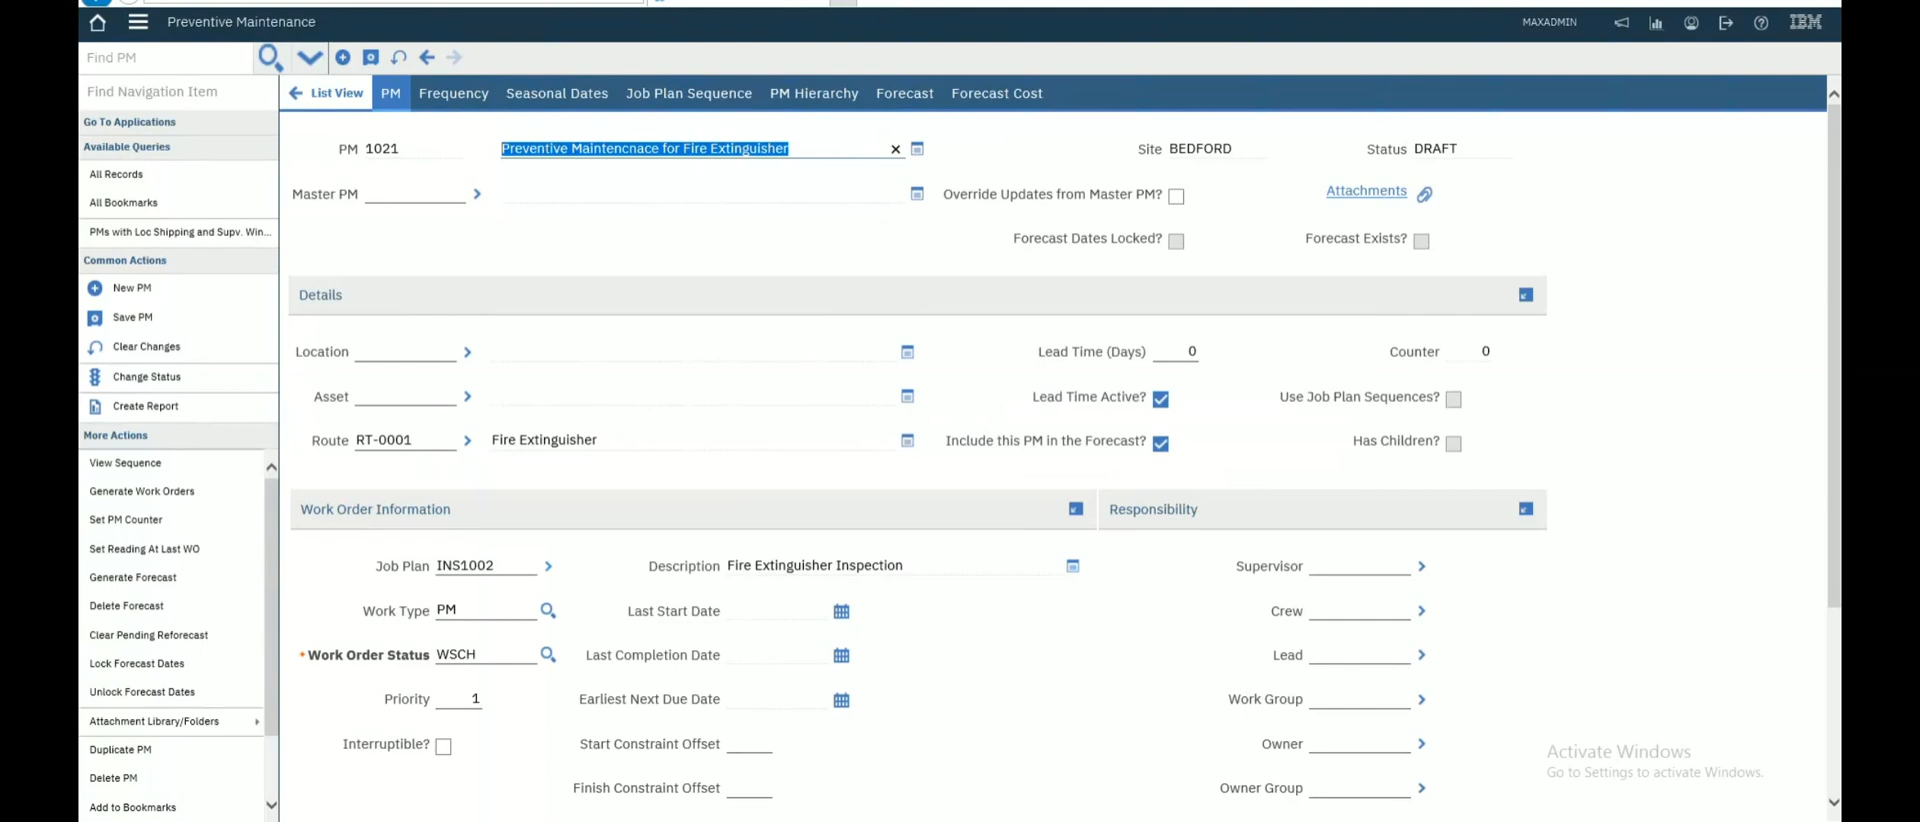 Preventive Maintenance
MAXADMIN
IBM
Find PM
Find Navigation Item
Go To Applications
Available Queries
All Records
All Bookmarks
PMs with Loc Shipping and Supv. Win...
Common Actions
New PM
Save PM
Clear Changes
Change Status
Create Report
More Actions
View Sequence
Generate Work Orders
Set PM Counter
Set Reading At Last WO
Generate Forecast
Delete Forecast
Clear Pending Reforecast
Lock Forecast Dates
Unlock Forecast Dates
Attachment Library/Folders
Duplicate PM
Delete PM
Add to Bookmarks
List View PM Frequency Seasonal Dates Job Plan Sequence PM Hierarchy Forecast Forecast Cost
PM 1021 Preventive Maintencnace for Fire Extinguisher Site BEDFORD Status DRAFT
Master PM Override Updates from Master PM? Attachments
Forecast Dates Locked? Forecast Exists?
Details
Location Lead Time (Days) 0 Counter 0
Asset Lead Time Active? Use Job Plan Sequences?
Route RT-0001 Fire Extinguisher Include this PM in the Forecast? Has Children?
Work Order Information Responsibility
Job Plan INS1002 Description Fire Extinguisher Inspection Supervisor
Work Type PM Last Start Date Crew
* Work Order Status WSCH Last Completion Date Lead
Priority 1 Earliest Next Due Date Work Group
Interruptible? Start Constraint Offset Owner
Finish Constraint Offset Owner Group
Activate Windows
Go to Settings to activate Windows.